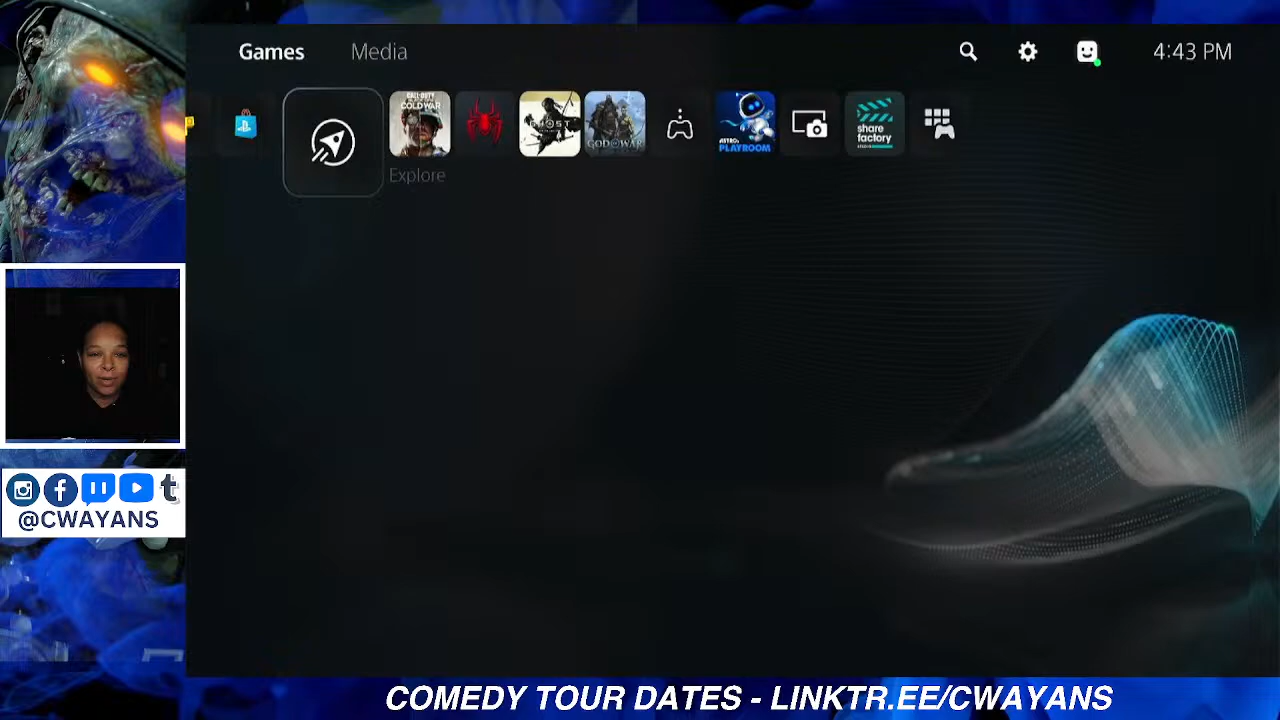 Games Media 4:43 PM
CALL OF DUTY
COLD WAR
GHOST
GOD OF WAR
ASTRO's
PLAYROOM
share
factory
STUDIO
Explore
@CWAYANS
COMEDY TOUR DATES - LINKTR.EE/CWAYANS